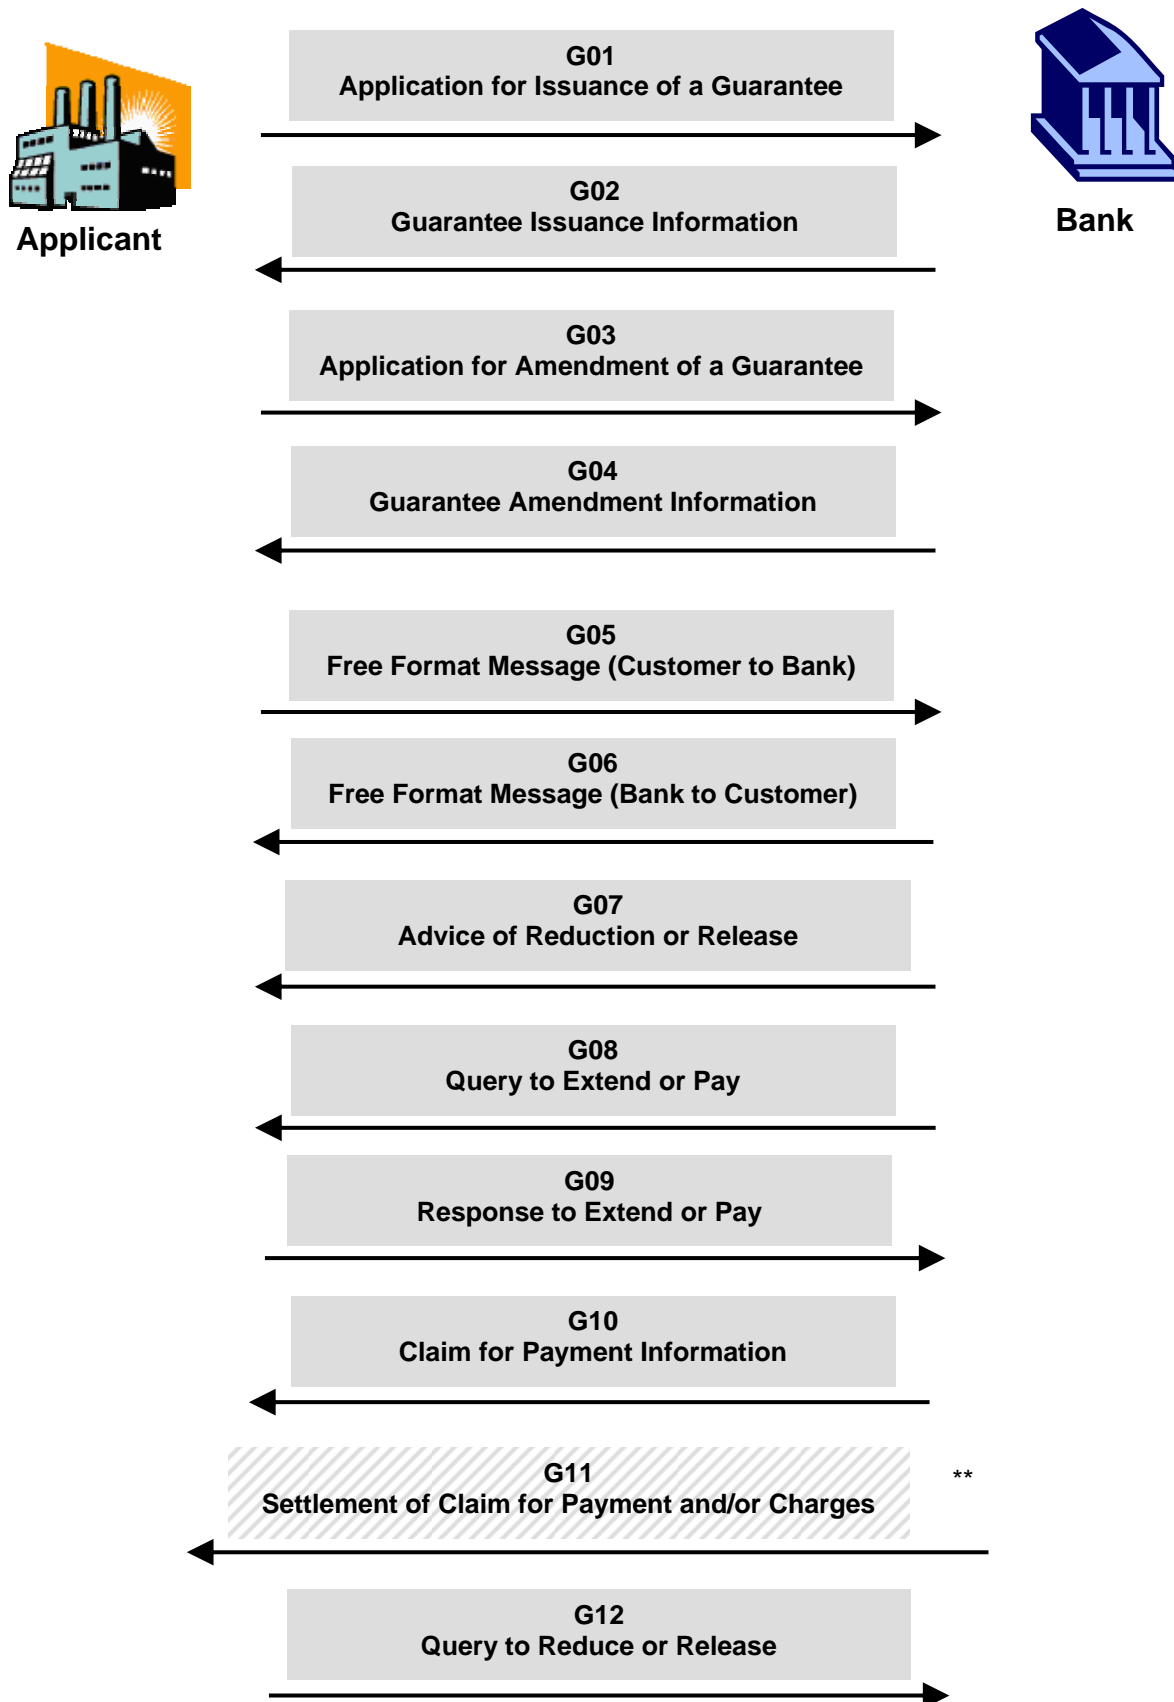 G01
Application for Issuance of a Guarantee
G02
Guarantee Issuance Information
Applicant
Bank
G03
Application for Amendment of a Guarantee
G04
Guarantee Amendment Information
G05
Free Format Message (Customer to Bank)
G06
Free Format Message (Bank to Customer)
G07
Advice of Reduction or Release
G08
Query to Extend or Pay
G09
Response to Extend or Pay
G10
Claim for Payment Information
G11
**
Settlement of Claim for Payment and/or Charges
G12
Query to Reduce or Release